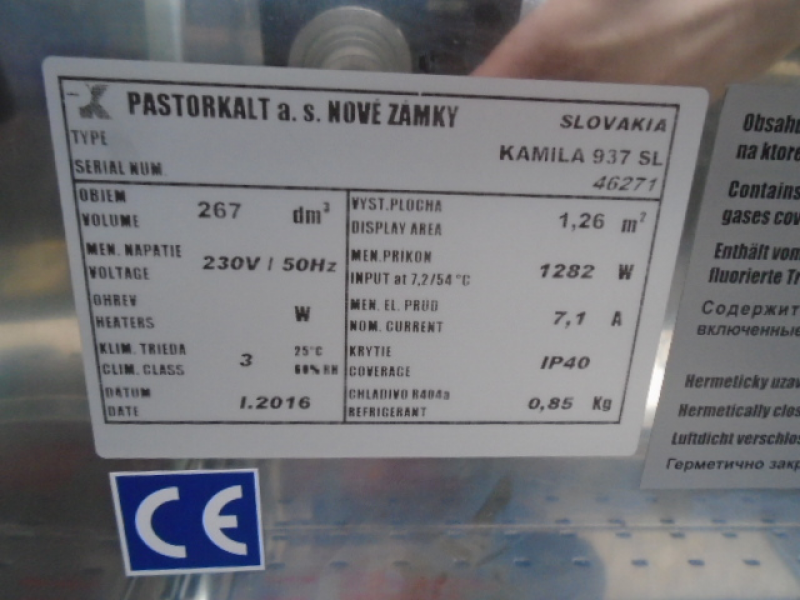 PASTORKALT a. s. NOVÉ ZÁMKY
SLOVAKIA
TYPE KAMILA 937 SL
SERIAL NUM. 46271
OBJEM
VOLUME 267 dm³
VYST.PLOCHA
DISPLAY AREA 1,26 m²
MEN. NAPATIE
VOLTAGE 230V / 50Hz
MEN.PRIKON
INPUT at 7,2/54 °C 1282 W
OHREV
HEATERS W
MEN. EL. PRÚD
NOM. CURRENT 7,1 A
KLIM. TRIEDA 25°C
CLIM. CLASS 3 60% RH
KRYTIE
COVERAGE IP40
DATUM
DATE I.2016
CHLADIVO R404a
REFRIGERANT 0,85 Kg
CE
Obsahu
na ktore
Contains
gases cov
Enthält vom
fluorierte Tr
Содержит
включенные
Hermeticky uzav
Hermetically clos
Luftdicht verschlos
Герметично закр